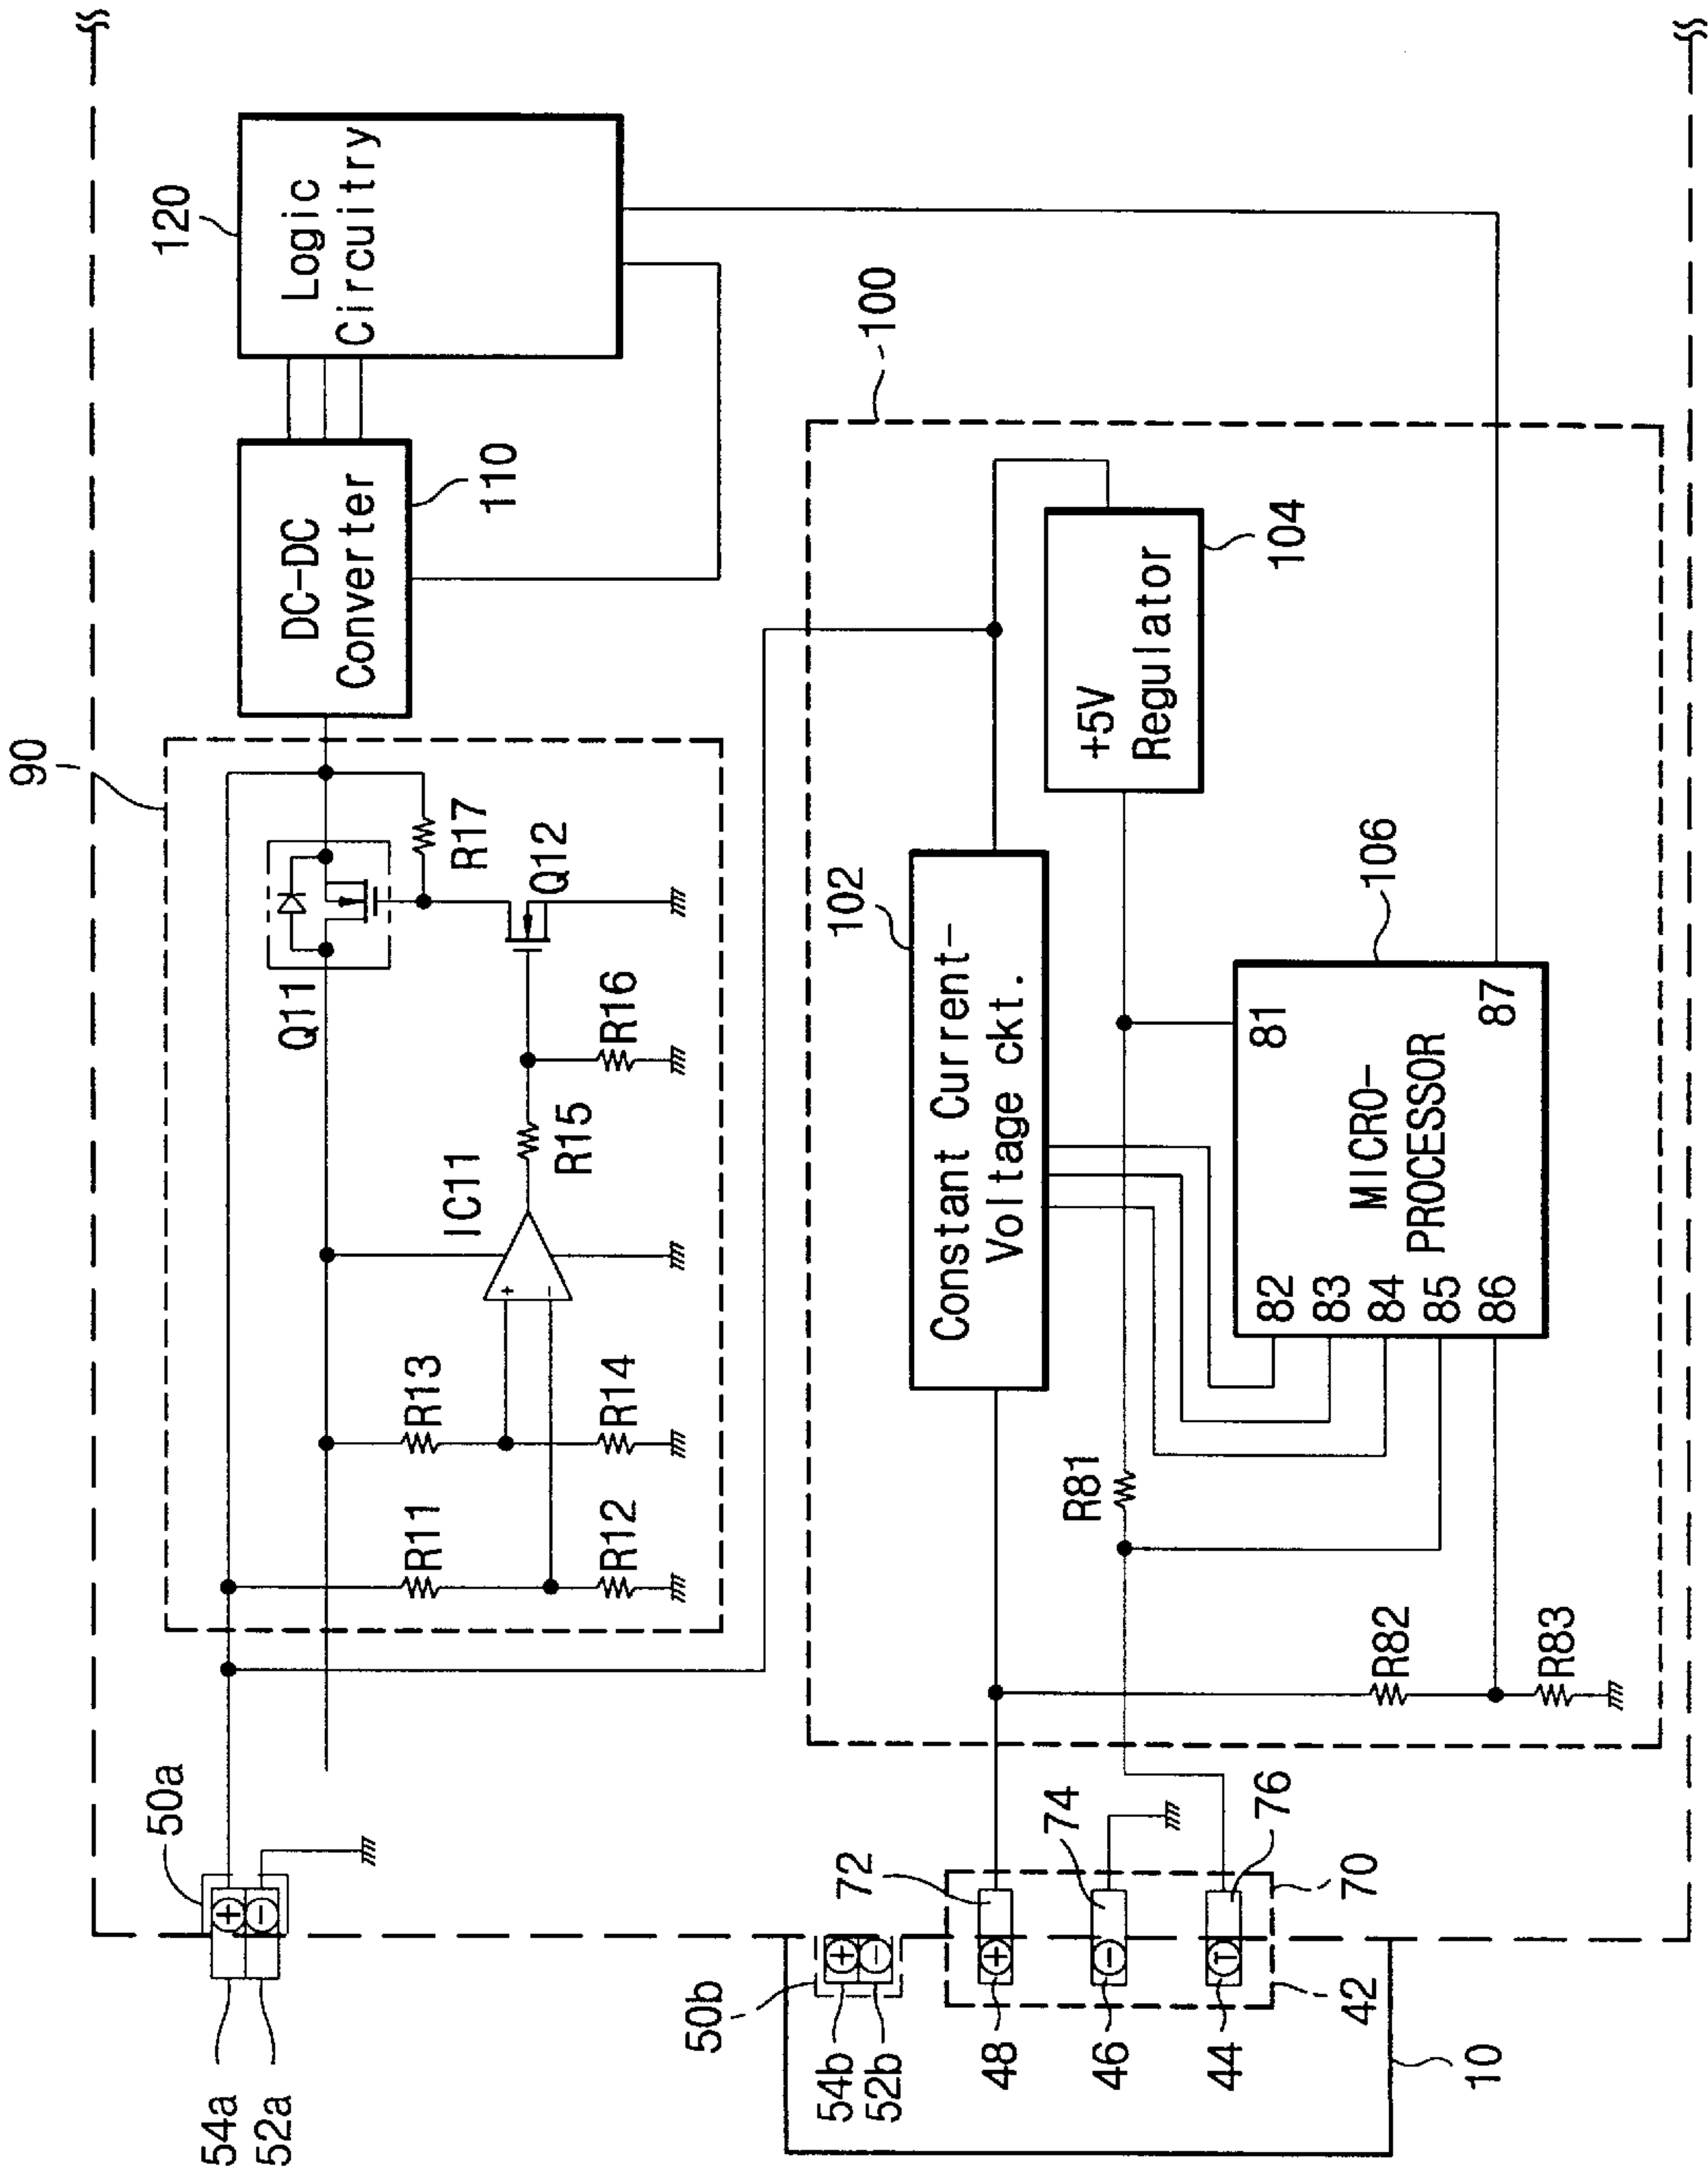 90
120
Logic
Circuitry
DC-DC
Converter
110
50a
54a
52a
R11
R12
R13
R14
+
-
IC11
R15
R16
Q11
R17
Q12
100
102
Constant Current-
Voltage ckt.
+5V
Regulator
104
106
81
82
83
84
85
86
87
MICRO-
PROCESSOR
R81
R82
R83
50b
54b
52b
+
-
+
-
72
74
76
70
+
-
T
48
46
44
42
10